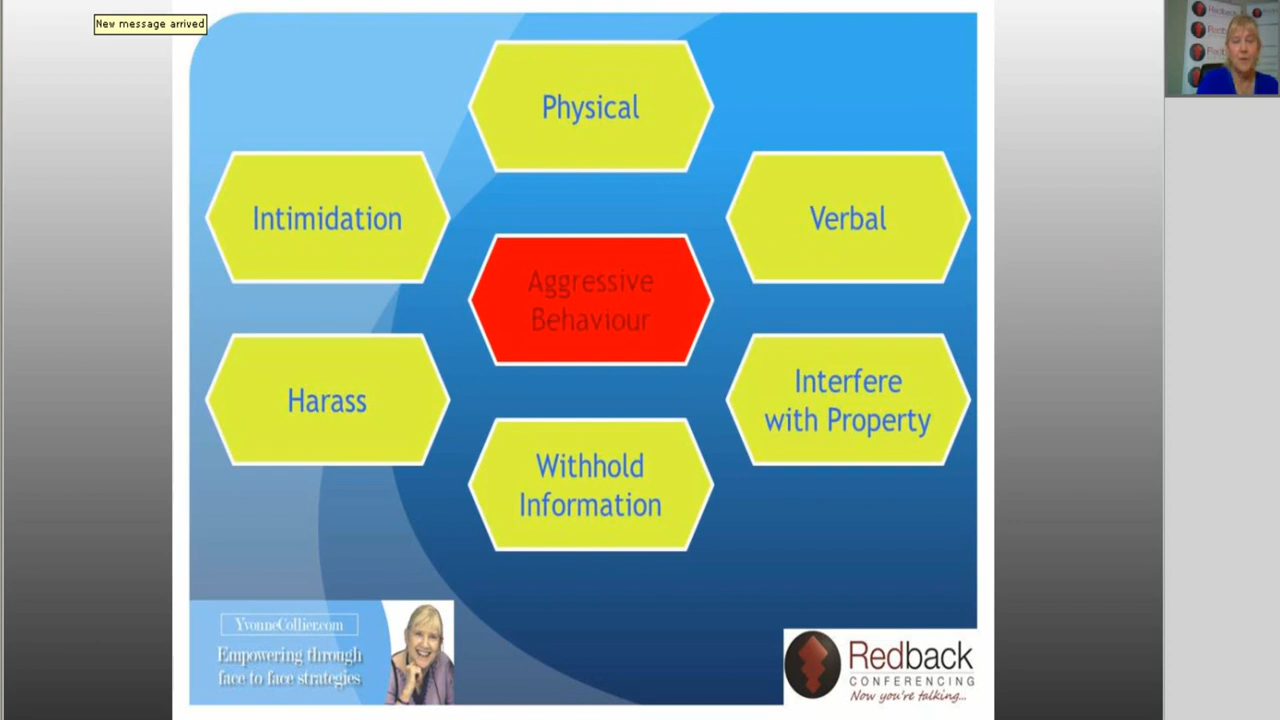 New message arrived
Physical
Intimidation
Verbal
Aggressive
Behaviour
Harass
Interfere
with Property
Withhold
Information
YvonneCollier.com
Empowering through
face to face strategies
Redback
CONFERENCING
Now you're talking...